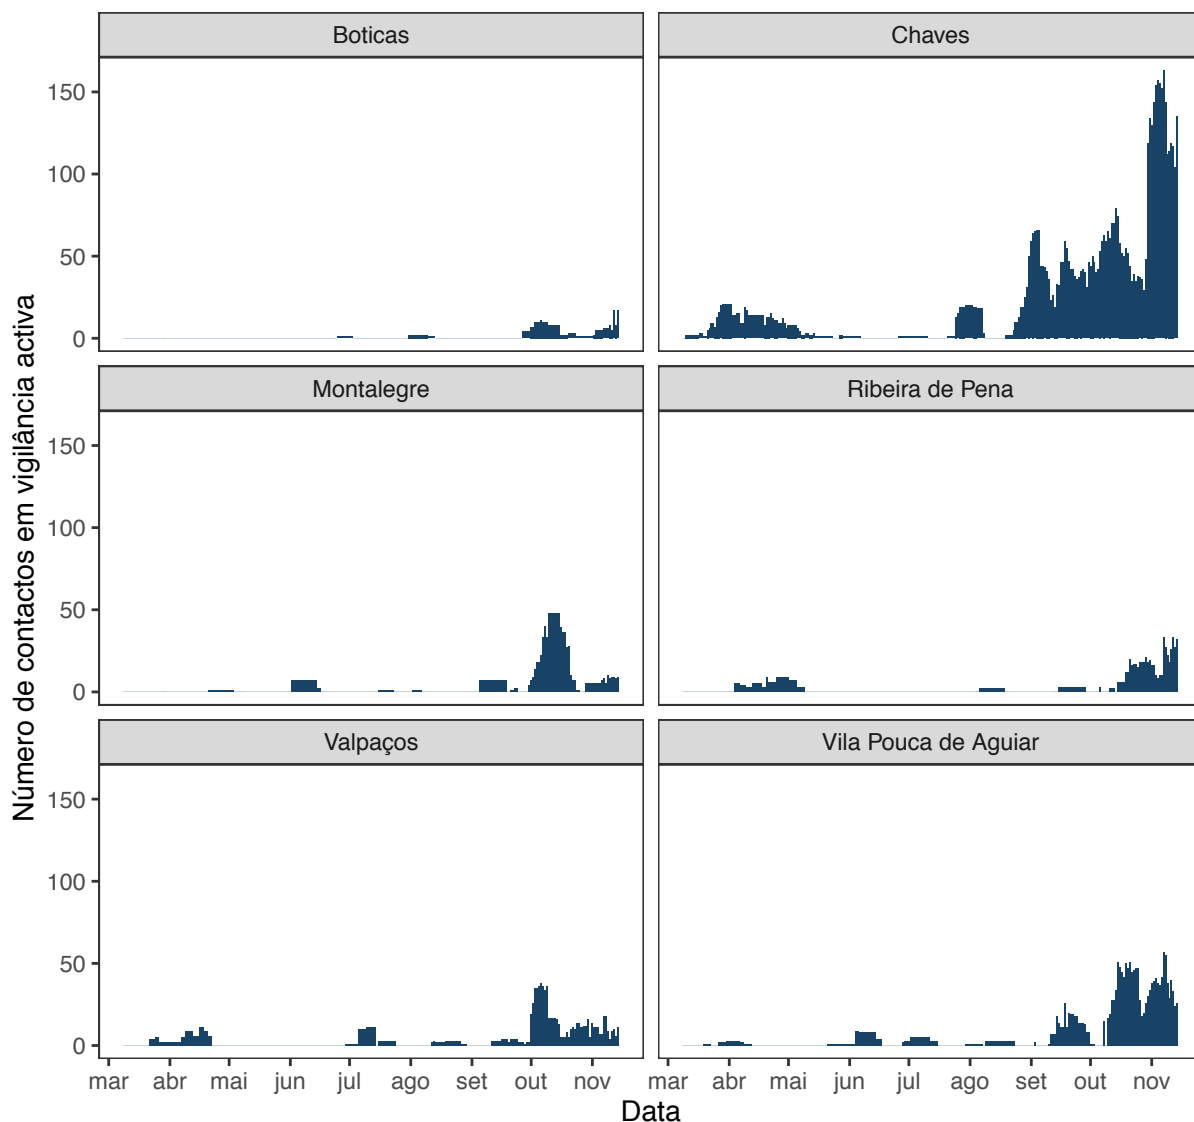 Boticas
Chaves
150
100
50
0
Montalegre
Ribeira de Pena
150
100
50
0
Valpaços
Vila Pouca de Aguiar
150
100
50
0
mar abr mai jun jul ago set out nov
mar abr mai jun jul ago set out nov
Data
Número de contactos em vigilância activa